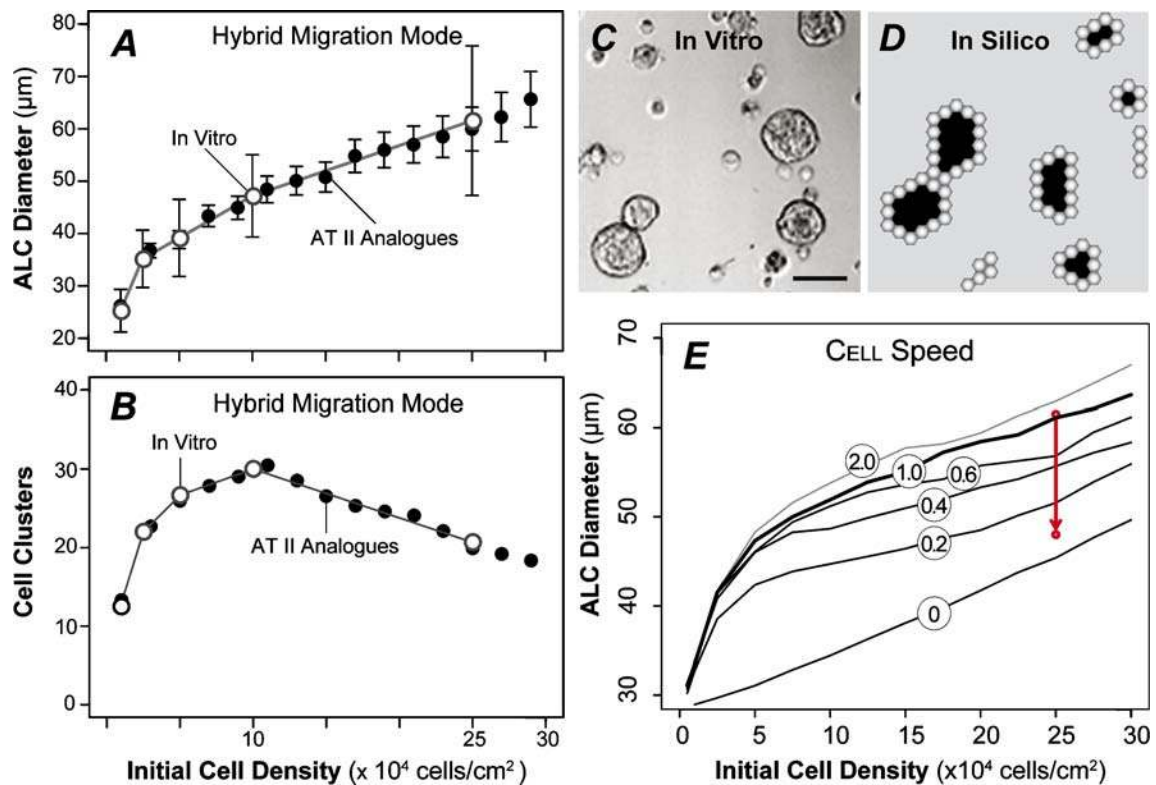 A
Hybrid Migration Mode
ALC Diameter (μm)
80
70
60
50
40
30
20
In Vitro
AT II Analogues
B
Hybrid Migration Mode
Cell Clusters
40
30
20
10
0
In Vitro
AT II Analogues
10
25
30
Initial Cell Density (x 10⁴ cells/cm²)
C
In Vitro
D
In Silico
E
CELL Speed
ALC Diameter (μm)
70
60
50
40
30
2.0
1.0
0.6
0.4
0.2
0
0
5
10
15
20
25
30
Initial Cell Density (x10⁴ cells/cm²)